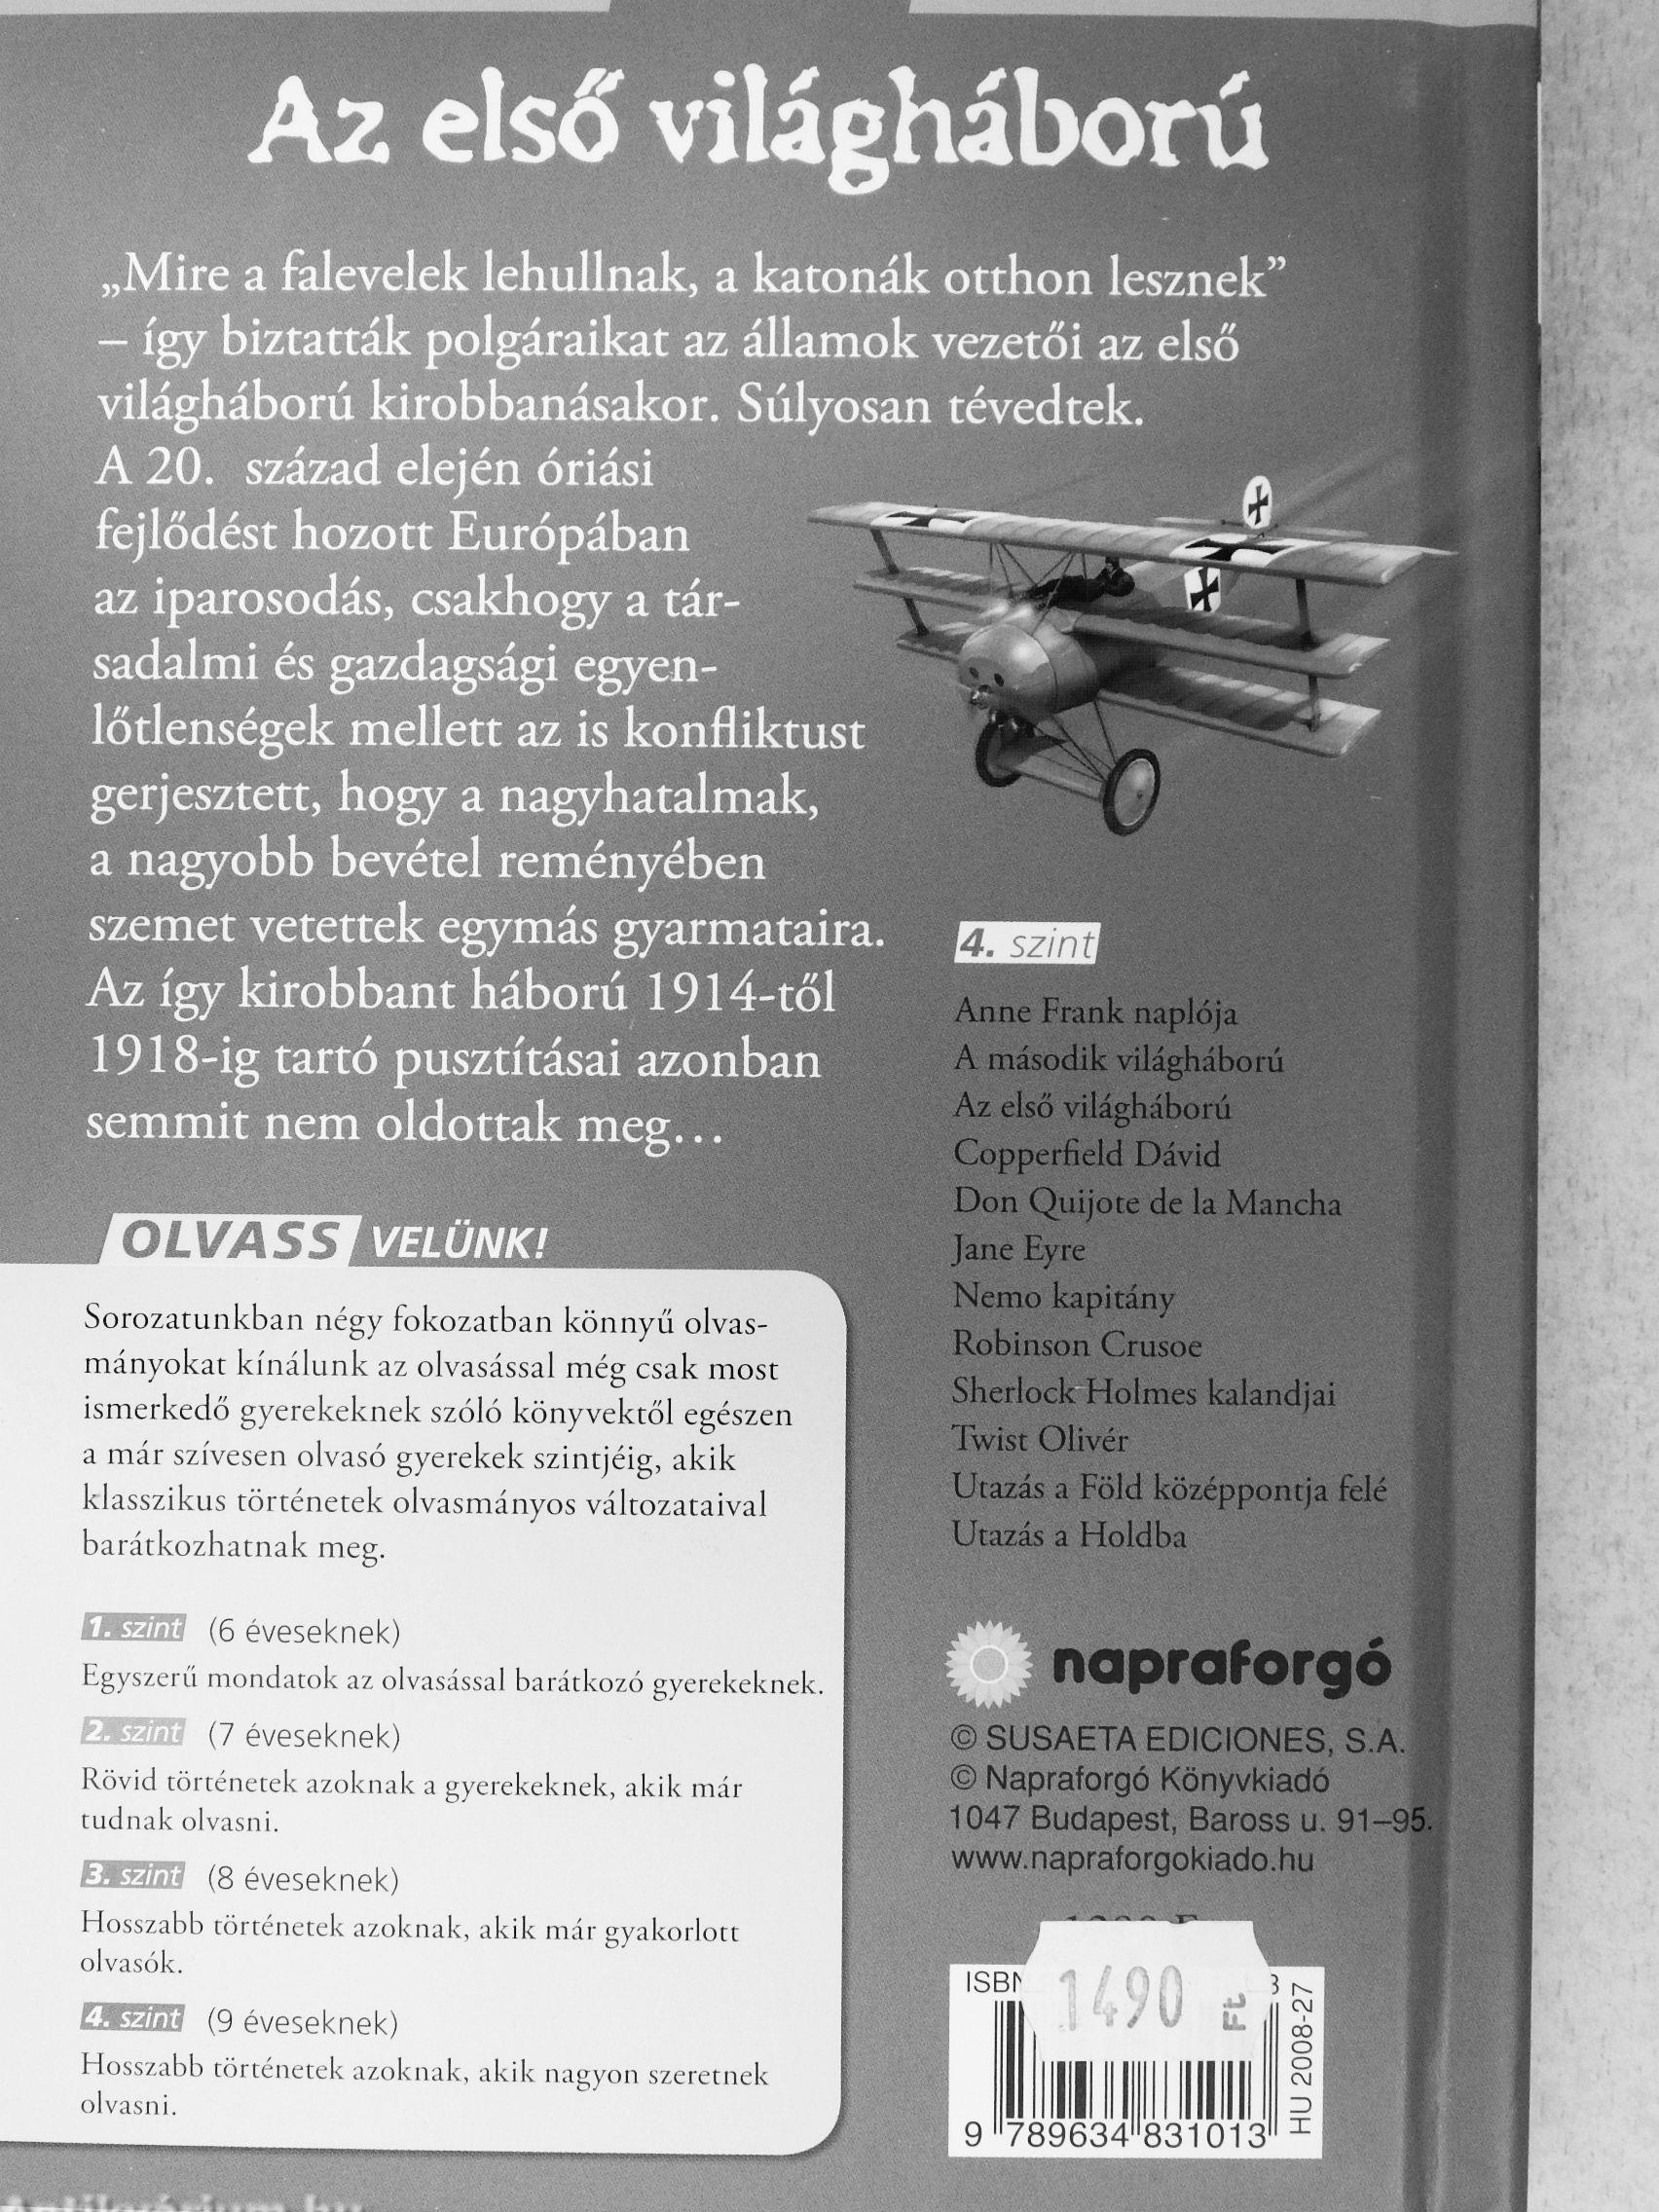 Az első világháború
„Mire a falevelek lehullnak, a katonák otthon lesznek”
– így biztatták polgáraikat az államok vezetői az első
világháború kirobbanásakor. Súlyosan tévedtek.
A 20. század elején óriási
fejlődést hozott Európában
az iparosodás, csakhogy a tár-
sadalmi és gazdagsági egyen-
lőtlenségek mellett az is konfliktust
gerjesztett, hogy a nagyhatalmak,
a nagyobb bevétel reményében
szemet vetettek egymás gyarmataira.
Az így kirobbant háború 1914-től
1918-ig tartó pusztításai azonban
semmit nem oldottak meg…
OLVASS VELÜNK!
Sorozatunkban négy fokozatban könnyű olvas-
mányokat kínálunk az olvasással még csak most
ismerkedő gyerekeknek szóló könyvektől egészen
a már szívesen olvasó gyerekek szintjéig, akik
klasszikus történetek olvasmányos változataival
barátkozhatnak meg.
1. szint (6 éveseknek)
Egyszerű mondatok az olvasással barátkozó gyerekeknek.
2. szint (7 éveseknek)
Rövid történetek azoknak a gyerekeknek, akik már
tudnak olvasni.
3. szint (8 éveseknek)
Hosszabb történetek azoknak, akik már gyakorlott
olvasók.
4. szint (9 éveseknek)
Hosszabb történetek azoknak, akik nagyon szeretnek
olvasni.
4. szint
Anne Frank naplója
A második világháború
Az első világháború
Copperfield Dávid
Don Quijote de la Mancha
Jane Eyre
Nemo kapitány
Robinson Crusoe
Sherlock Holmes kalandjai
Twist Olivér
Utazás a Föld középpontja felé
Utazás a Holdba
napraforgó
© SUSAETA EDICIONES, S.A.
© Napraforgó Könyvkiadó
1047 Budapest, Baross u. 91–95.
www.napraforgokiado.hu
1490 Ft
HU 2008-27
9 789634 831013